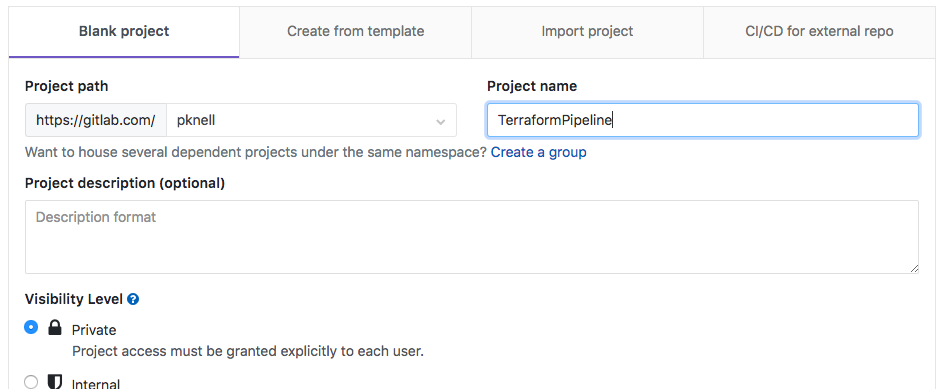 Blank project Create from template Import project CI/CD for external repo
Project path Project name
https://gitlab.com/ pknell TerraformPipeline
Want to house several dependent projects under the same namespace? Create a group
Project description (optional)
Description format
Visibility Level ?
Private
Project access must be granted explicitly to each user.
Internal